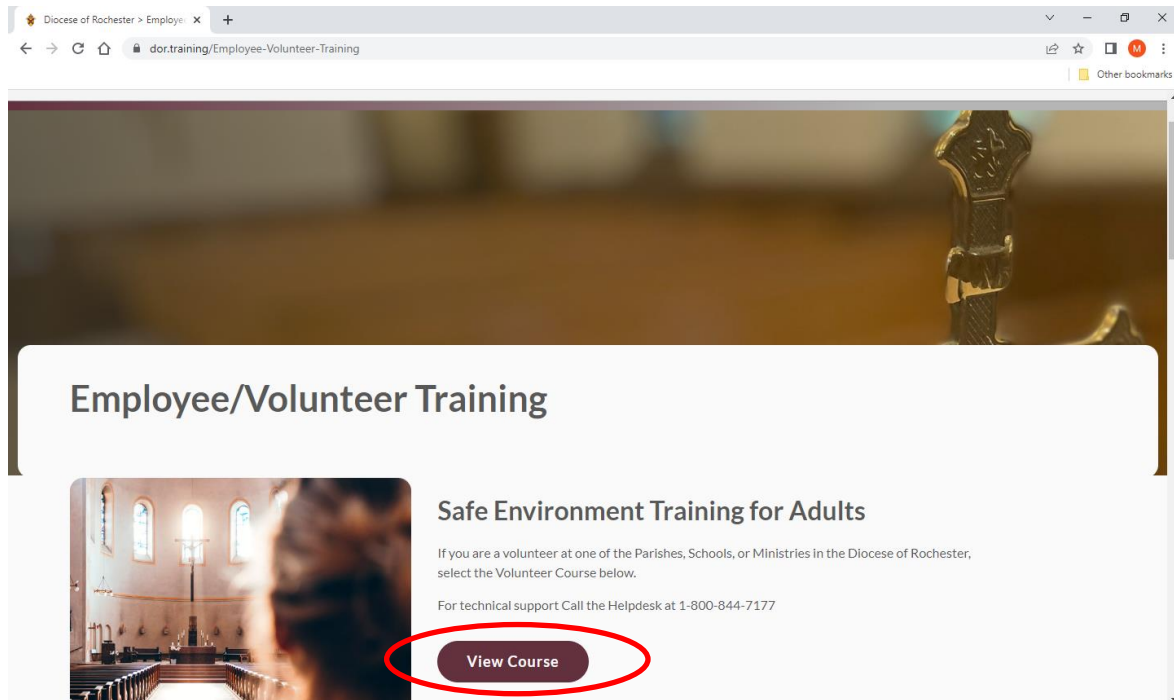 Diocese of Rochester > Employe
dor.training/Employee-Volunteer-Training
M
Other bookmarks
Employee/Volunteer Training
Safe Environment Training for Adults
If you are a volunteer at one of the Parishes, Schools, or Ministries in the Diocese of Rochester,
select the Volunteer Course below.
For technical support Call the Helpdesk at 1-800-844-7177
View Course